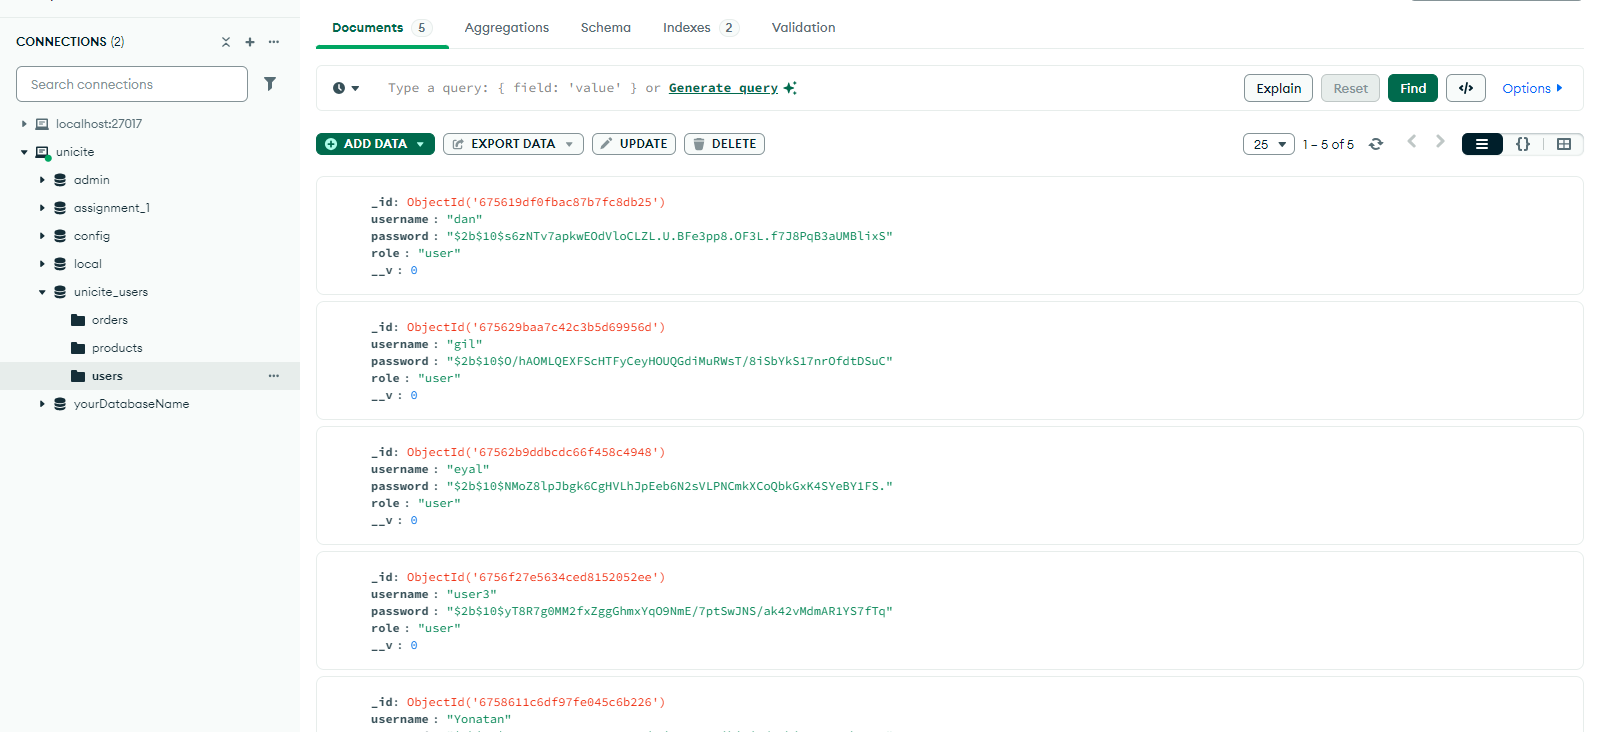 CONNECTIONS (2)
Search connections
localhost:27017
unicite
admin
assignment_1
config
local
unicite_users
orders
products
users
yourDatabaseName
Documents 5 Aggregations Schema Indexes 2 Validation
Type a query: { field: 'value' } or Generate query
Explain Reset Find </> Options
ADD DATA EXPORT DATA UPDATE DELETE
25 1 – 5 of 5 {}
_id: ObjectId('675619df0fbac87b7fc8db25')
username : "dan"
password : "$2b$10$s6zNTv7apkwEOdVloCLZL.U.BFe3pp8.OF3L.f7J8PqB3aUMBlixS"
role : "user"
__v : 0
_id: ObjectId('675629baa7c42c3b5d69956d')
username : "gil"
password : "$2b$10$O/hAOMLQEXFScHTFyCeyHOUQGdiMuRWsT/8iSbYkS17nrOfdtDSuC"
role : "user"
__v : 0
_id: ObjectId('67562b9ddbcdc66f458c4948')
username : "eyal"
password : "$2b$10$NMoZ8lpJbgk6CgHVLhJpEeb6N2sVLPNCmkXCoQbkGxK4SYeBY1FS."
role : "user"
__v : 0
_id: ObjectId('6756f27e5634ced8152052ee')
username : "user3"
password : "$2b$10$yT8R7g0MM2fxZggGhmxYqO9NmE/7ptSwJNS/ak42vMdmAR1YS7fTq"
role : "user"
__v : 0
_id: ObjectId('6758611c6df97fe045c6b226')
username : "Yonatan"